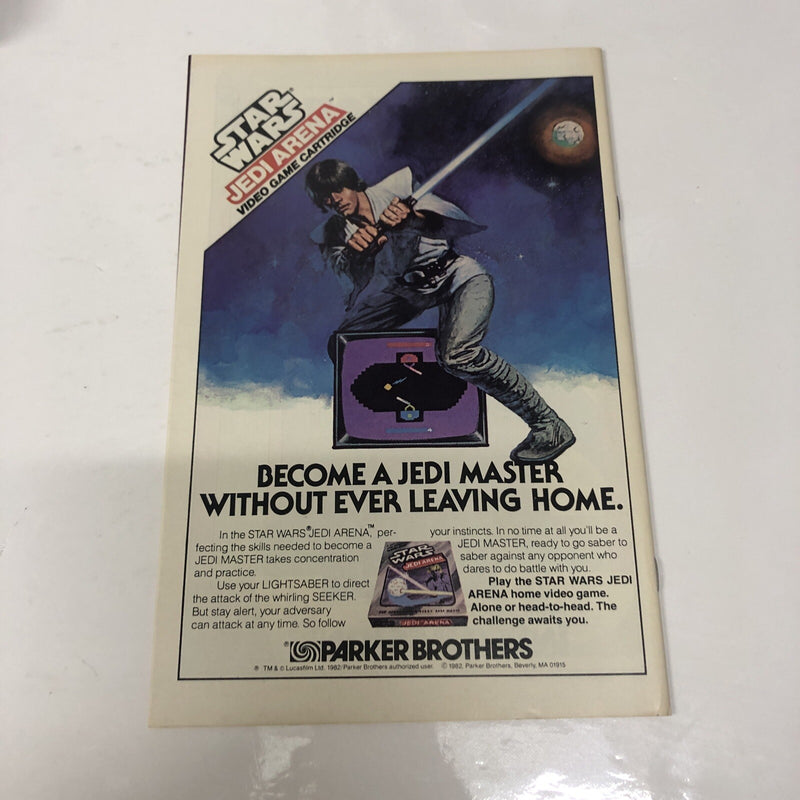 STAR WARS®
JEDI ARENA™
VIDEO GAME CARTRIDGE
BECOME A JEDI MASTER
WITHOUT EVER LEAVING HOME.
In the STAR WARS® JEDI ARENA,™ per-
fecting the skills needed to become a
JEDI MASTER takes concentration
and practice.
Use your LIGHTSABER to direct
the attack of the whirling SEEKER.
But stay alert, your adversary
can attack at any time. So follow
your instincts. In no time at all you'll be a
JEDI MASTER, ready to go saber to
saber against any opponent who
dares to do battle with you.
Play the STAR WARS JEDI
ARENA home video game.
Alone or head-to-head. The
challenge awaits you.
STAR WARS
JEDI ARENA
JEDI ARENA
®PARKER BROTHERS
® TM & © Lucasfilm Ltd. 1982/Parker Brothers authorized user. © 1982, Parker Brothers, Beverly, MA 01915